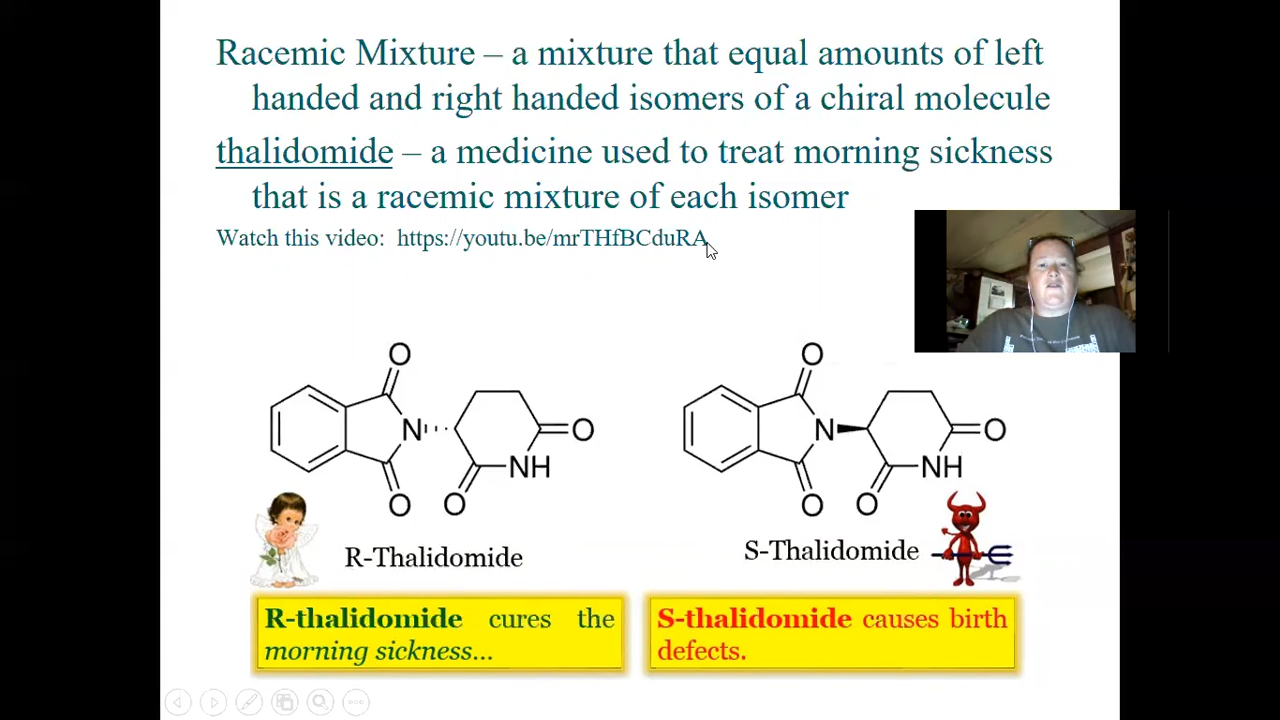 Racemic Mixture – a mixture that equal amounts of left
handed and right handed isomers of a chiral molecule
thalidomide – a medicine used to treat morning sickness
that is a racemic mixture of each isomer
Watch this video: https://youtu.be/mrTHfBCduRA
O
O
N
O
NH
O
O
O
N
O
NH
O
R-Thalidomide
S-Thalidomide
R-thalidomide cures the
morning sickness...
S-thalidomide causes birth
defects.